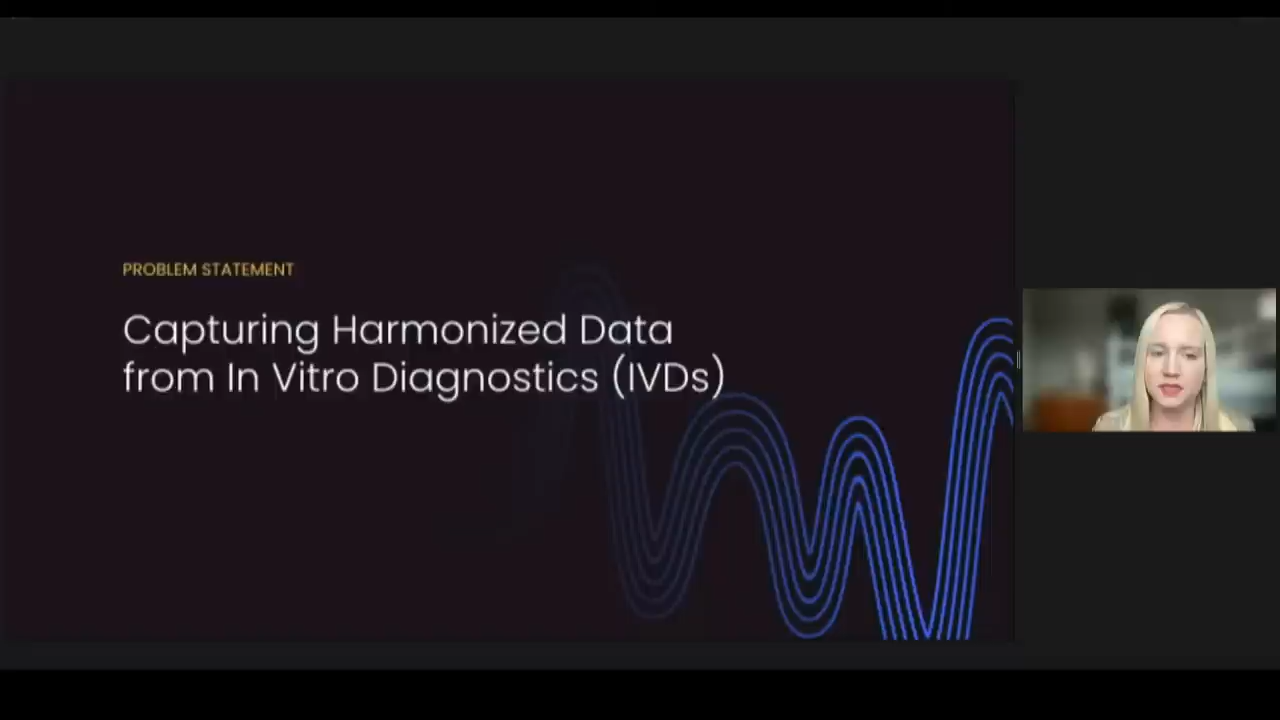 PROBLEM STATEMENT
Capturing Harmonized Data
from In Vitro Diagnostics (IVDs)